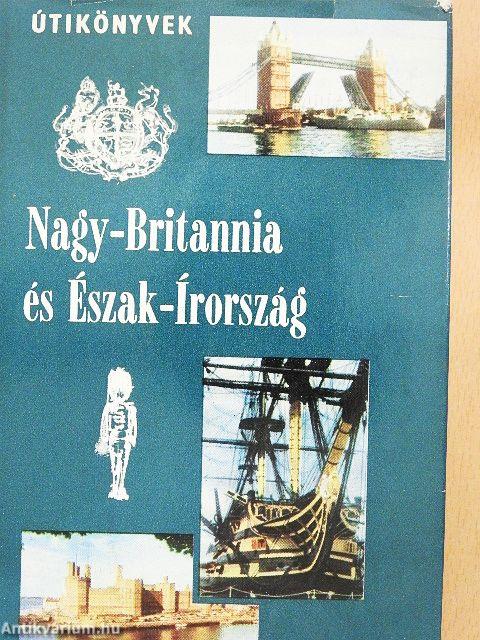 ÚTIKÖNYVEK
Nagy-Britannia
és Észak-Írország
Antikvarium.hu